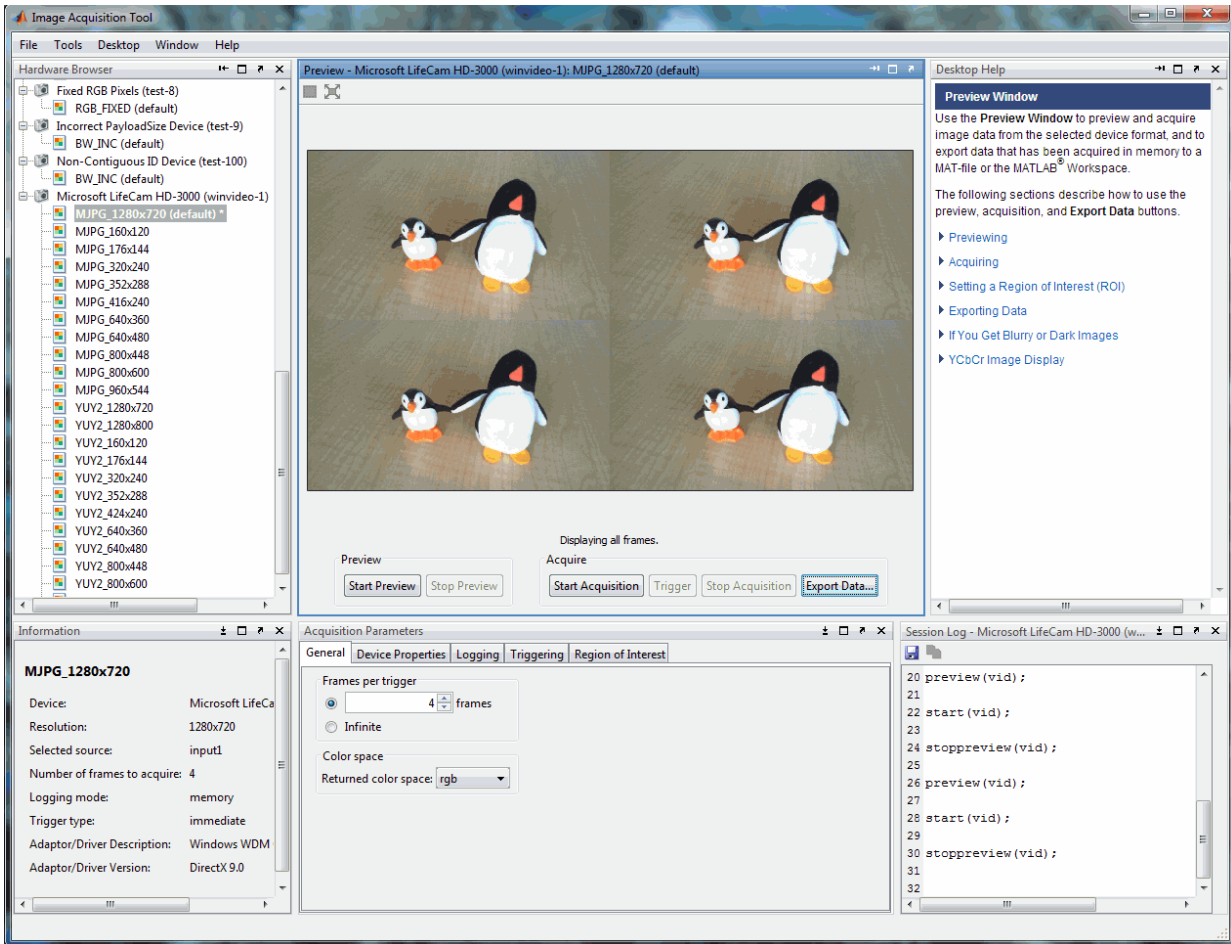 Image Acquisition Tool
File Tools Desktop Window Help
Hardware Browser
Fixed RGB Pixels (test-8)
RGB_FIXED (default)
Incorrect PayloadSize Device (test-9)
BW_INC (default)
Non-Contiguous ID Device (test-100)
BW_INC (default)
Microsoft LifeCam HD-3000 (winvideo-1)
MJPG_1280x720 (default) *
MJPG_160x120
MJPG_176x144
MJPG_320x240
MJPG_352x288
MJPG_416x240
MJPG_640x360
MJPG_640x480
MJPG_800x448
MJPG_800x600
MJPG_960x544
YUY2_1280x720
YUY2_1280x800
YUY2_160x120
YUY2_176x144
YUY2_320x240
YUY2_352x288
YUY2_424x240
YUY2_640x360
YUY2_640x480
YUY2_800x448
YUY2_800x600
Preview - Microsoft LifeCam HD-3000 (winvideo-1): MJPG_1280x720 (default)
Displaying all frames.
Preview
Start Preview Stop Preview
Acquire
Start Acquisition Trigger Stop Acquisition Export Data...
Desktop Help
Preview Window
Use the Preview Window to preview and acquire
image data from the selected device format, and to
export data that has been acquired in memory to a
MAT-file or the MATLAB® Workspace.
The following sections describe how to use the
preview, acquisition, and Export Data buttons.
Previewing
Acquiring
Setting a Region of Interest (ROI)
Exporting Data
If You Get Blurry or Dark Images
YCbCr Image Display
Information
MJPG_1280x720
Device: Microsoft LifeCa
Resolution: 1280x720
Selected source: input1
Number of frames to acquire: 4
Logging mode: memory
Trigger type: immediate
Adaptor/Driver Description: Windows WDM
Adaptor/Driver Version: DirectX 9.0
Acquisition Parameters
General Device Properties Logging Triggering Region of Interest
Frames per trigger
4 frames
Infinite
Color space
Returned color space: rgb
Session Log - Microsoft LifeCam HD-3000 (w...
20 preview(vid);
21
22 start(vid);
23
24 stoppreview(vid);
25
26 preview(vid);
27
28 start(vid);
29
30 stoppreview(vid);
31
32